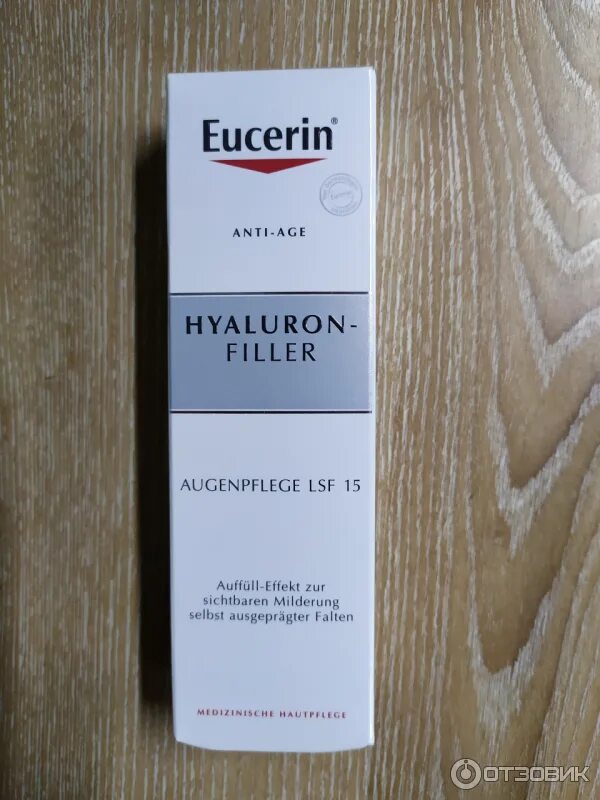 Eucerin®
Eucerin
ANTI-AGE
HYALURON-
FILLER
AUGENPFLEGE LSF 15
Auffüll-Effekt zur
sichtbaren Milderung
selbst ausgeprägter Falten
MEDIZINISCHE HAUTPFLEGE
ОТЗОВИК